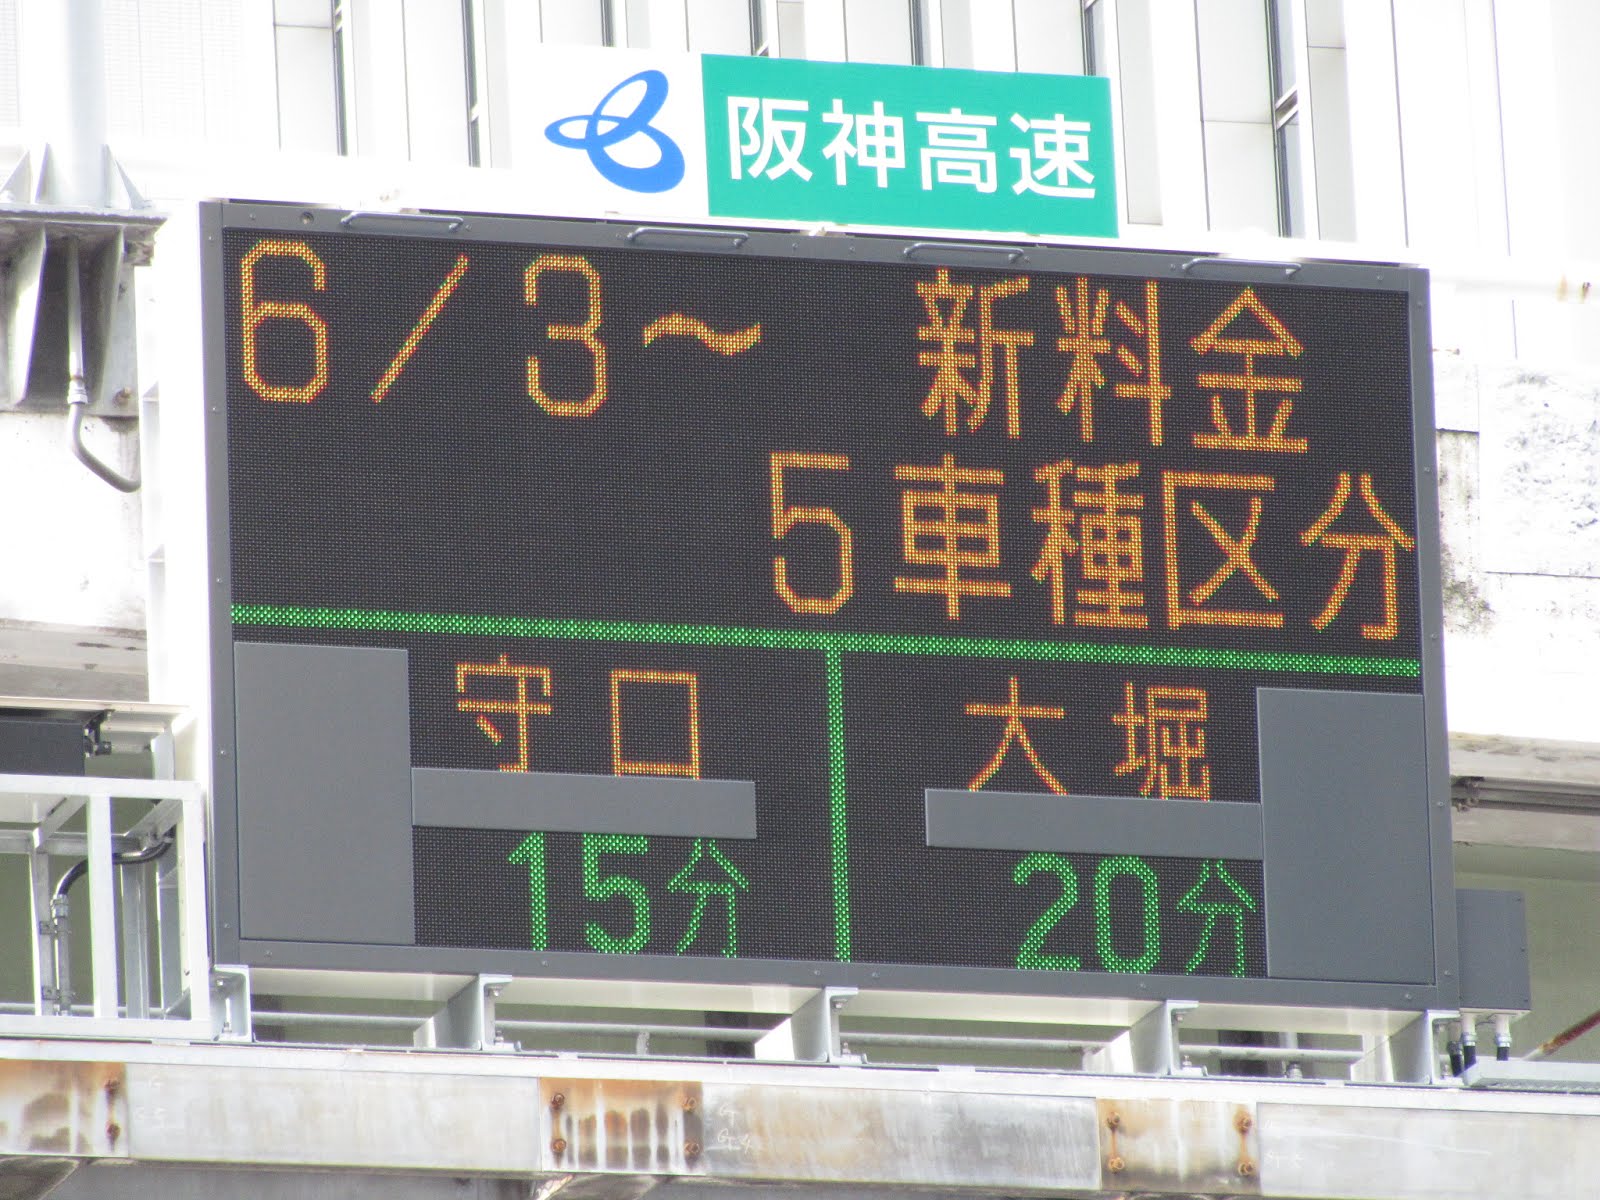 阪神高速
6/3～ 新料金
5車種区分
守口 大堀
15分 20分